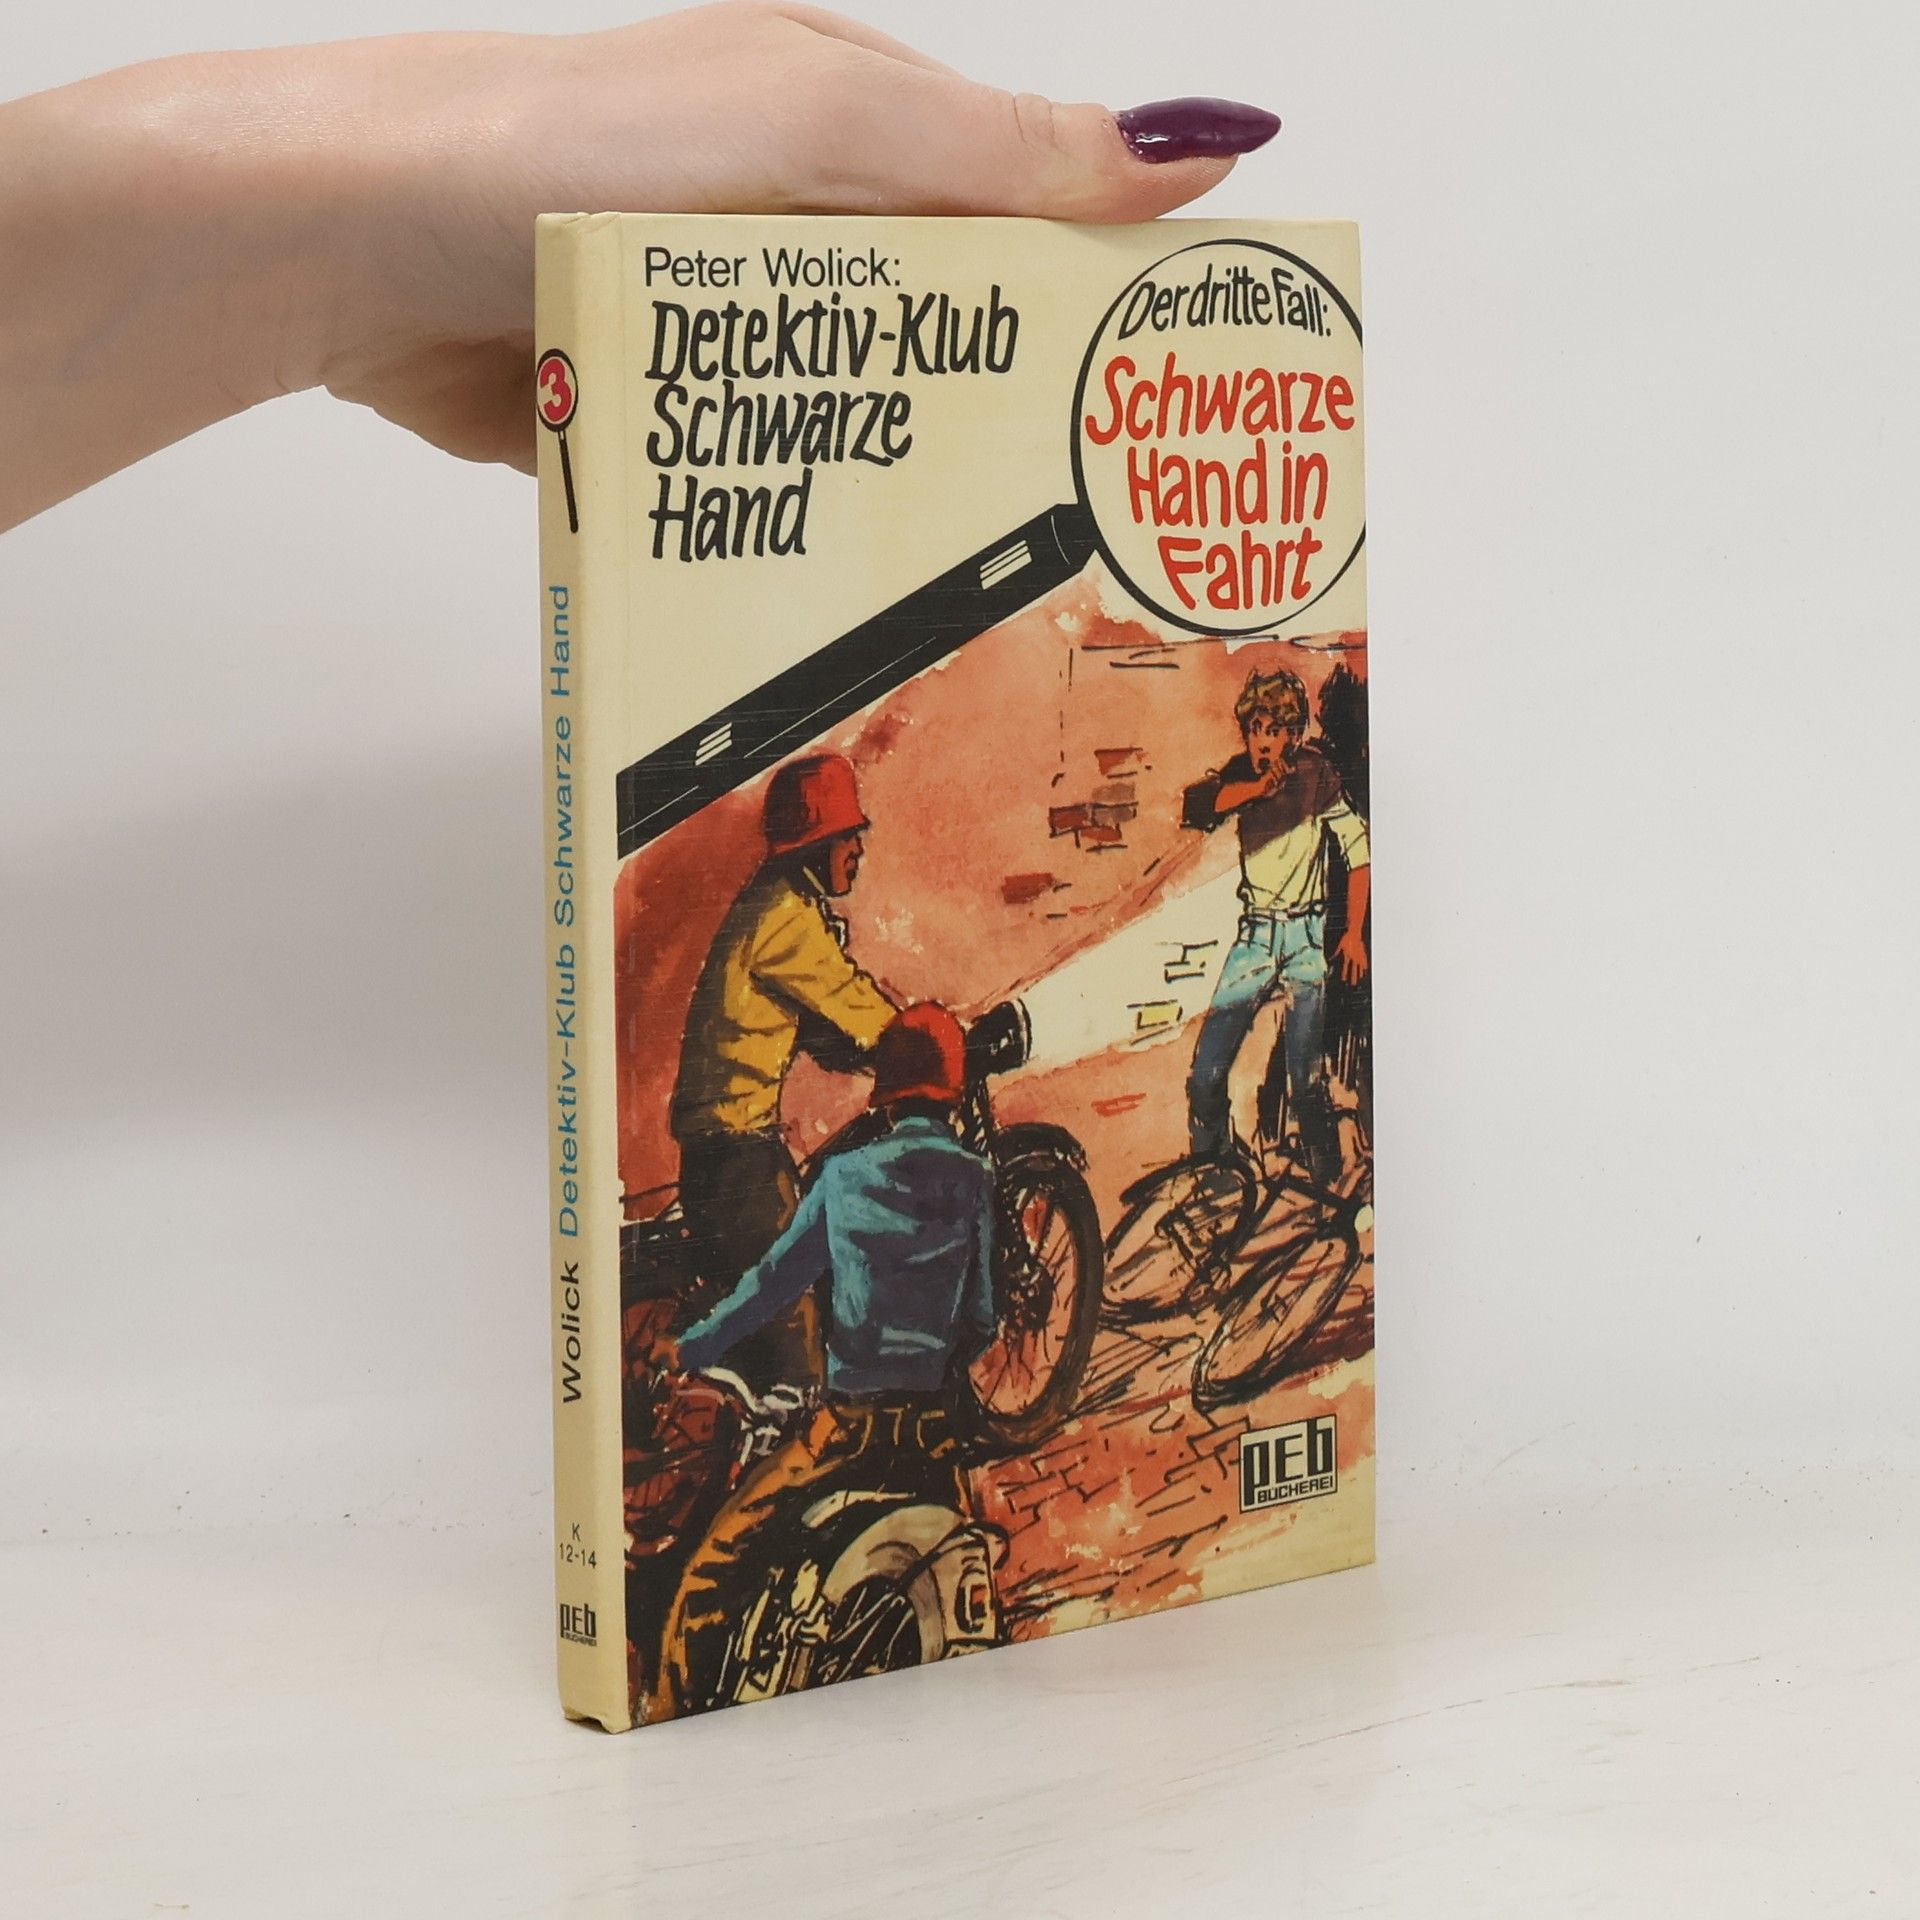 Peter Wolick:
Detektiv-Klub
Schwarze
Hand
Der dritte Fall:
Schwarze
Hand in
Fahrt
PEB
BÜCHEREI
3
Wolick Detektiv-Klub Schwarze Hand
K
12-14
PEB
BÜCHEREI